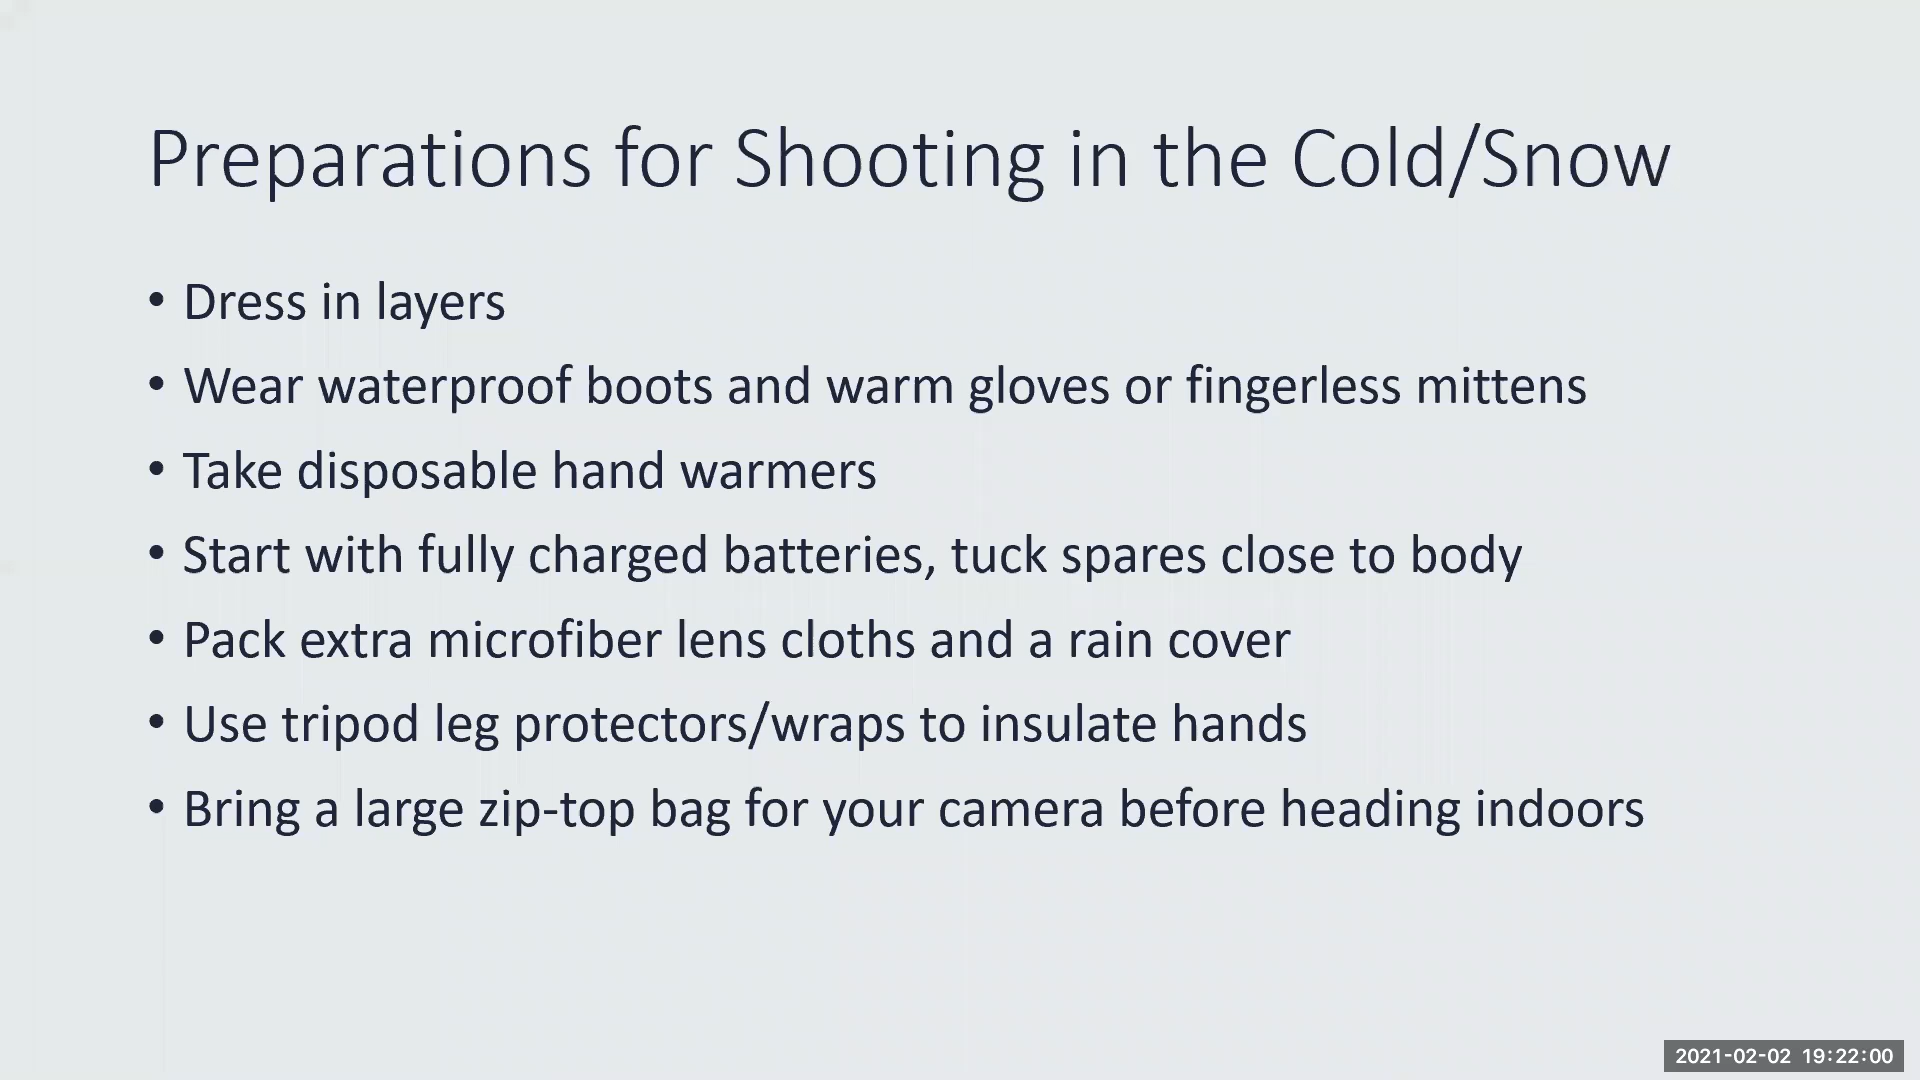 Preparations for Shooting in the Cold/Snow
• Dress in layers
• Wear waterproof boots and warm gloves or fingerless mittens
• Take disposable hand warmers
• Start with fully charged batteries, tuck spares close to body
• Pack extra microfiber lens cloths and a rain cover
• Use tripod leg protectors/wraps to insulate hands
• Bring a large zip-top bag for your camera before heading indoors
2021-02-02 19:22:00